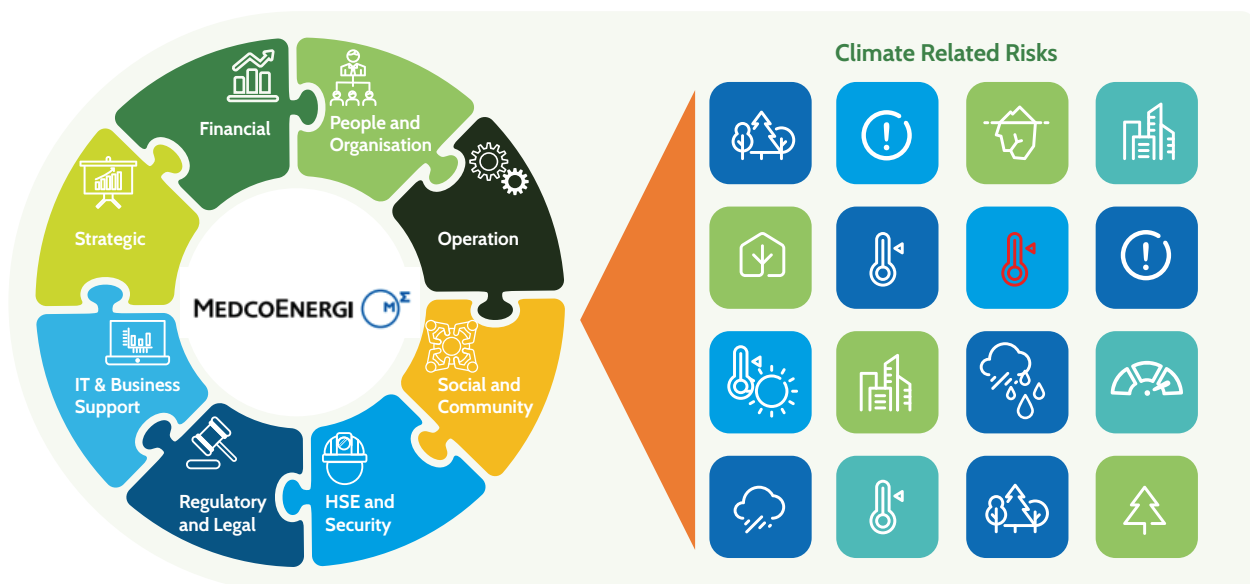 Climate Related Risks
Financial
People and
Organisation
Strategic
Operation
MEDCOENERGI
IT & Business
Support
Social and
Community
Regulatory
and Legal
HSE and
Security